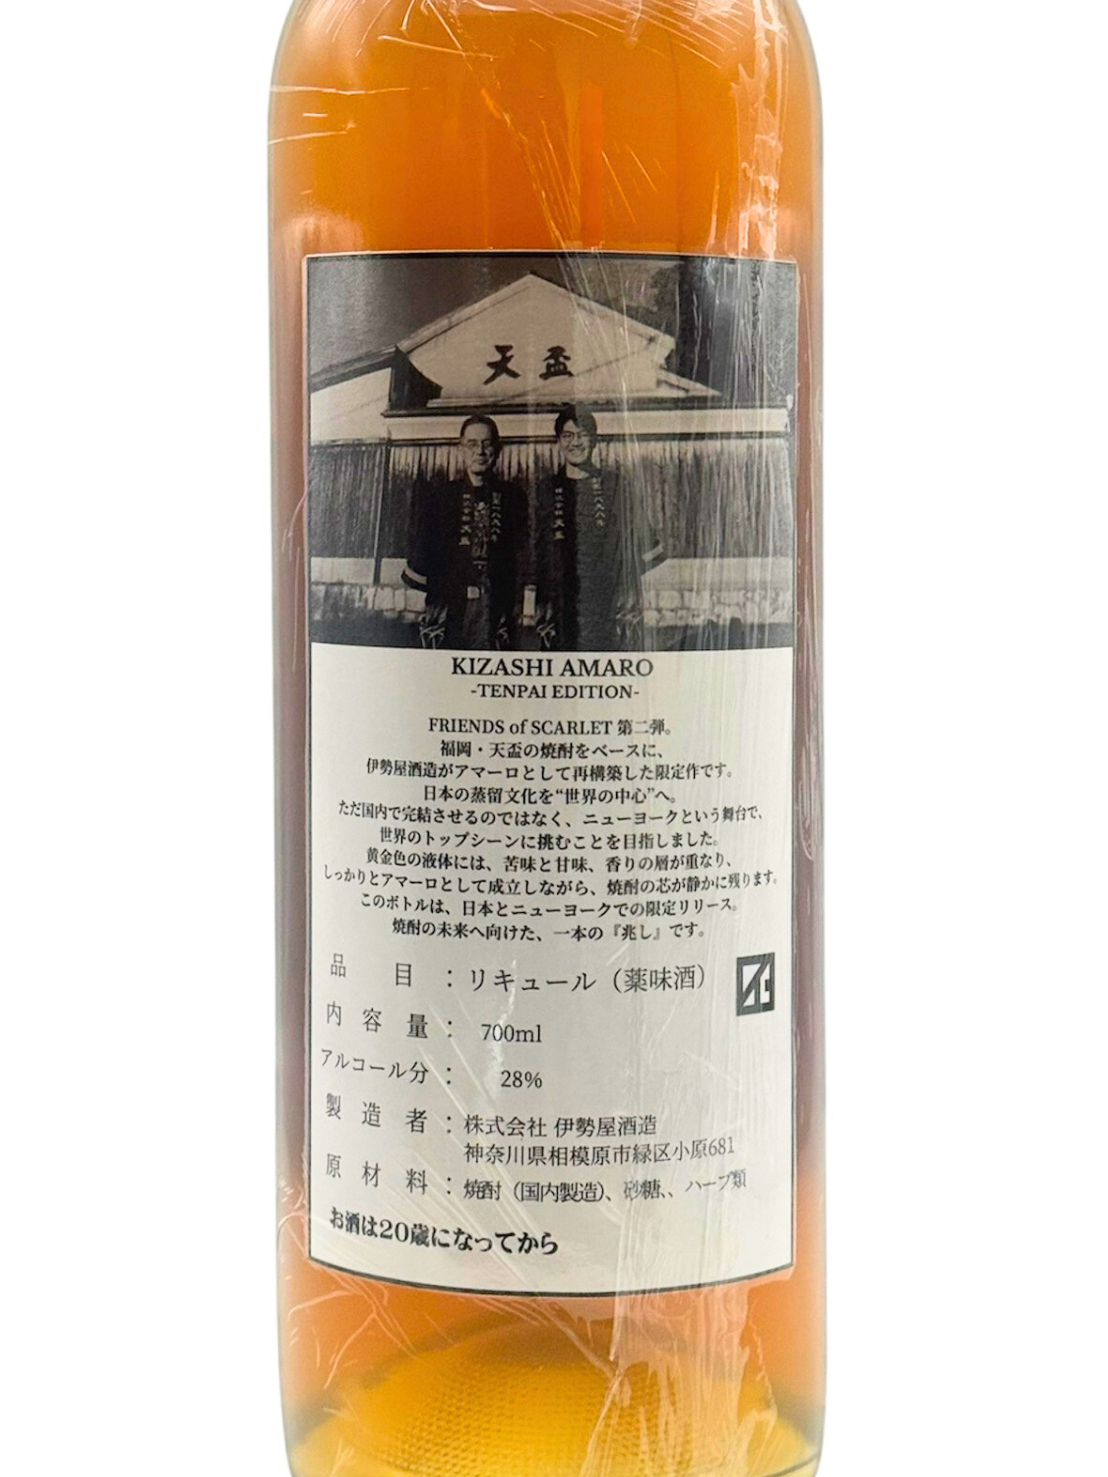 天盃
KIZASHI AMARO
-TENPAI EDITION-
FRIENDS of SCARLET 第二弾。
福岡・天盃の焼酎をベースに、
伊勢屋酒造がアマーロとして再構築した限定作です。
日本の蒸留文化を“世界の中心”へ。
ただ国内で完結させるのではなく、ニューヨークという舞台で、
世界のトップシーンに挑むことを目指しました。
黄金色の液体には、苦味と甘味、香りの層が重なり、
しっかりとアマーロとして成立しながら、焼酎の芯が静かに残ります。
このボトルは、日本とニューヨークでの限定リリース。
焼酎の未来へ向けた、一本の『兆し』です。
品目：リキュール（薬味酒）
内容量：700ml
アルコール分：28%
製造者：株式会社 伊勢屋酒造
神奈川県相模原市緑区小原681
原材料：焼酎（国内製造）、砂糖、、ハーブ類
お酒は20歳になってから